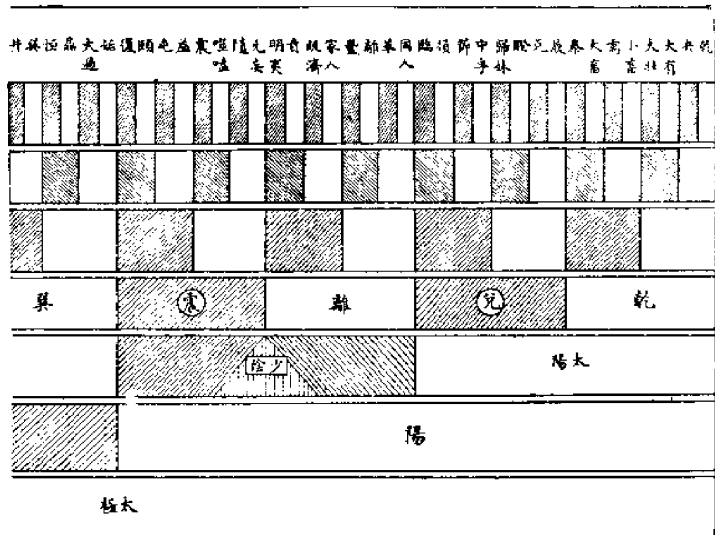 乾 夬 大有 大壯 小畜 需 大畜 泰 履 兌 睽 歸妹 中孚 節 損 臨 同人 革 離 豐 家人 既濟 賁 明夷 无妄 隨 噬嗑 震 益 屯 頤 復 姤 大過 鼎 恒 巽 井
乾 兌 離 震 巽
太陽 少陰
陽
太極